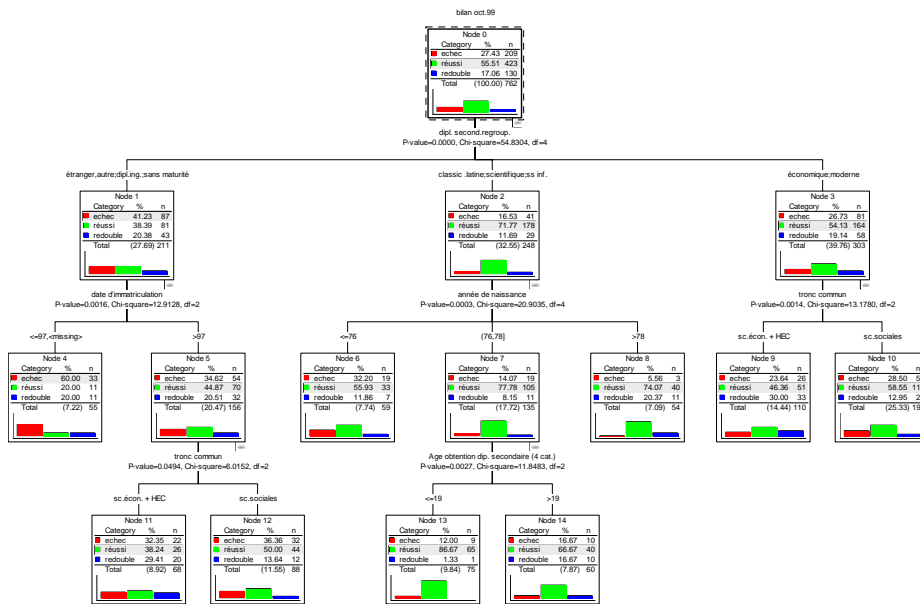 bilan oct.99
Node 0
Category % n
echec 27.43 209
réussi 55.51 423
redouble 17.06 130
Total (100.00) 762
dipl. second.regroup.
P-value=0.0000, Chi-square=54.8304, df=4
étranger,autre;dipl.ing.;sans maturité
classic .latine;scientifique;ss inf.
économique;moderne
Node 1
Category % n
echec 41.23 87
réussi 38.39 81
redouble 20.38 43
Total (27.69) 211
Node 2
Category % n
echec 16.53 41
réussi 71.77 178
redouble 11.69 29
Total (32.55) 248
Node 3
Category % n
echec 26.73 81
réussi 54.13 164
redouble 19.14 58
Total (39.76) 303
date d'immatriculation
P-value=0.0016, Chi-square=12.9128, df=2
année de naissance
P-value=0.0003, Chi-square=20.9035, df=4
tronc commun
P-value=0.0014, Chi-square=13.1780, df=2
<=97,<missing>
>97
<=76
(76,78]
>78
sc.écon. + HEC
sc.sociales
Node 4
Category % n
echec 60.00 33
réussi 20.00 11
redouble 20.00 11
Total (7.22) 55
Node 5
Category % n
echec 34.62 54
réussi 44.87 70
redouble 20.51 32
Total (20.47) 156
Node 6
Category % n
echec 32.20 19
réussi 55.93 33
redouble 11.86 7
Total (7.74) 59
Node 7
Category % n
echec 14.07 19
réussi 77.78 105
redouble 8.15 11
Total (17.72) 135
Node 8
Category % n
echec 5.56 3
réussi 74.07 40
redouble 20.37 11
Total (7.09) 54
Node 9
Category % n
echec 23.64 26
réussi 46.36 51
redouble 30.00 33
Total (14.44) 110
Node 10
Category % n
echec 28.50 5
réussi 58.55 11
redouble 12.95 2
Total (25.33) 19
tronc commun
P-value=0.0494, Chi-square=6.0152, df=2
Age obtention dip. secondaire (4 cat.)
P-value=0.0027, Chi-square=11.8483, df=2
sc.écon. + HEC
sc.sociales
<=19
>19
Node 11
Category % n
echec 32.35 22
réussi 38.24 26
redouble 29.41 20
Total (8.92) 68
Node 12
Category % n
echec 36.36 32
réussi 50.00 44
redouble 13.64 12
Total (11.55) 88
Node 13
Category % n
echec 12.00 9
réussi 86.67 65
redouble 1.33 1
Total (9.84) 75
Node 14
Category % n
echec 16.67 10
réussi 66.67 40
redouble 16.67 10
Total (7.87) 60